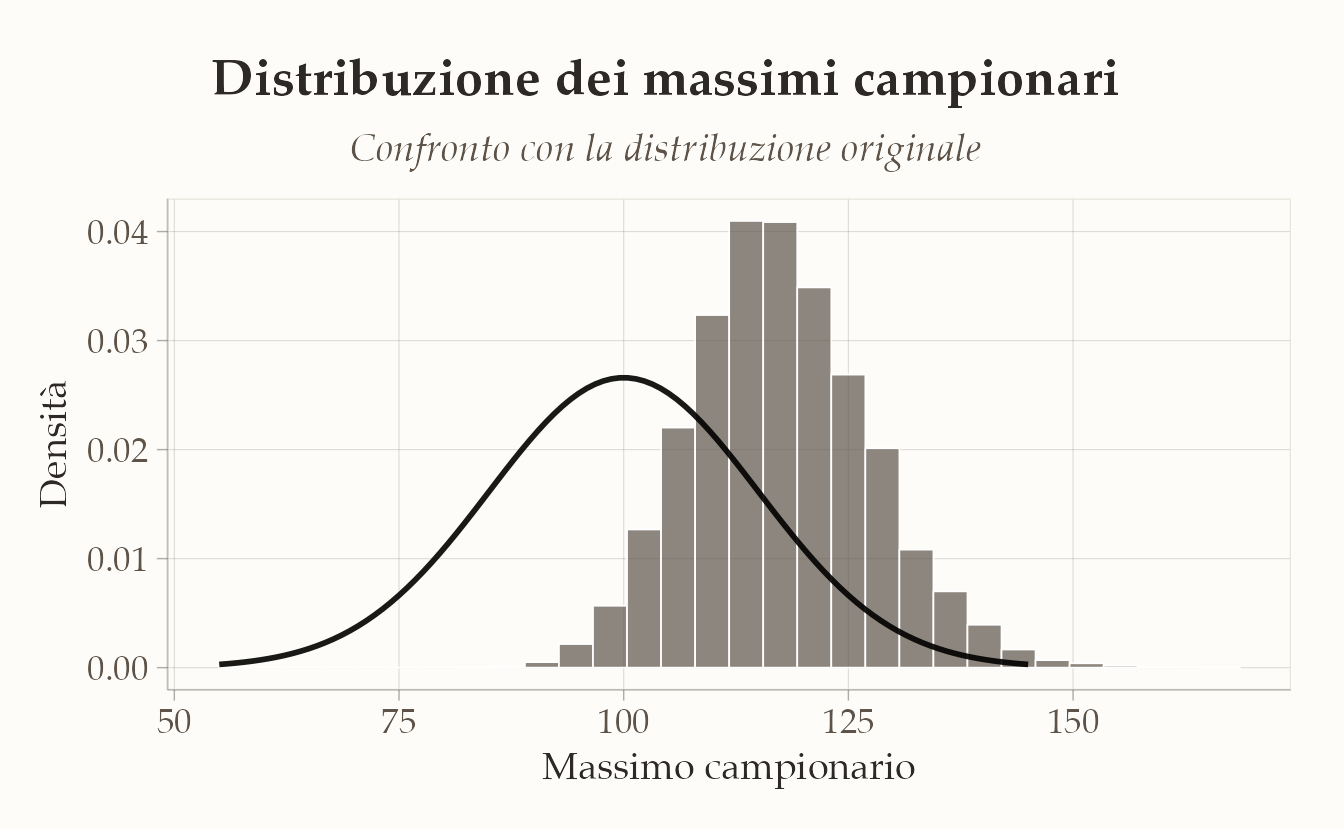 Distribuzione dei massimi campionari
Confronto con la distribuzione originale
Densità
0.04
0.03
0.02
0.01
0.00
50 75 100 125 150
Massimo campionario